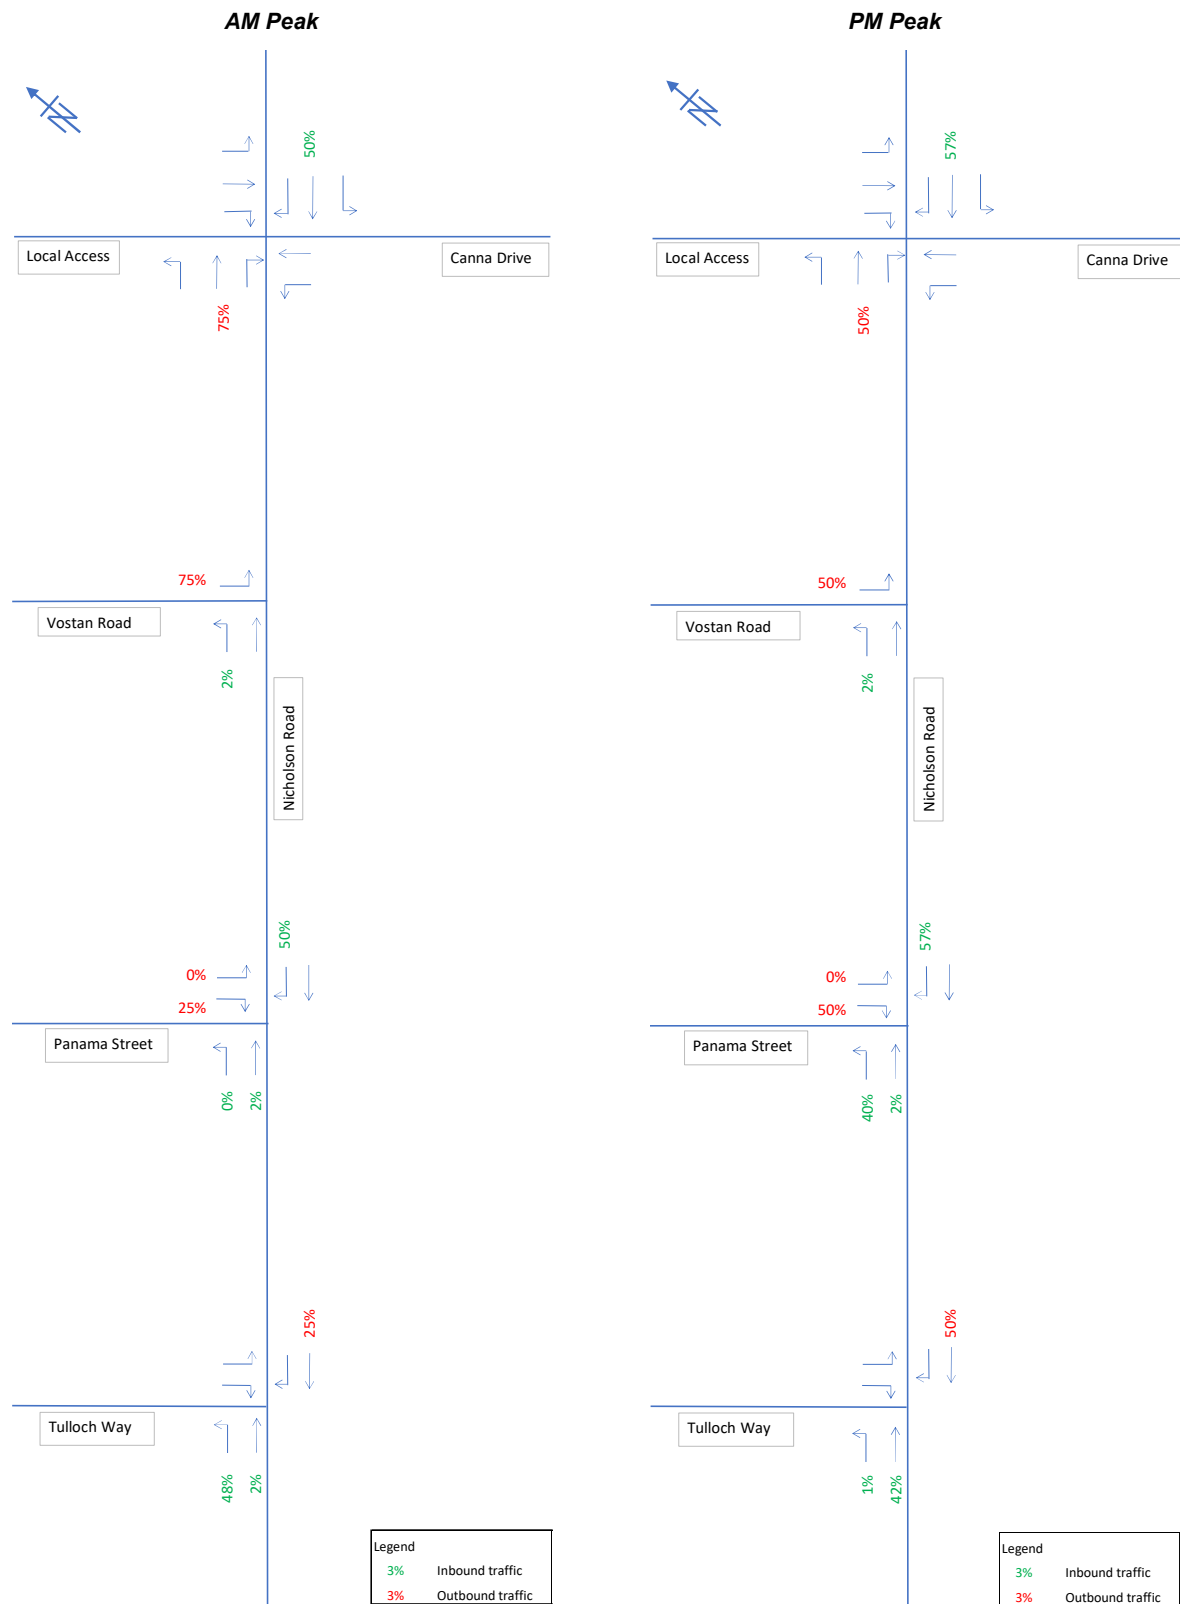 AM Peak
N
50%
Local Access
Canna Drive
75%
75%
Vostan Road
2%
Nicholson Road
50%
0%
25%
Panama Street
0%
2%
25%
Tulloch Way
48%
2%
Legend
3% Inbound traffic
3% Outbound traffic
PM Peak
N
57%
Local Access
Canna Drive
50%
50%
Vostan Road
2%
Nicholson Road
57%
0%
50%
Panama Street
40%
2%
50%
Tulloch Way
1%
42%
Legend
3% Inbound traffic
3% Outbound traffic